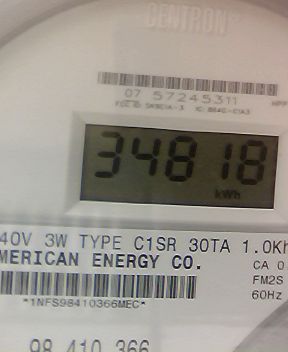 CENTRON®
07 57245311
34818
kWh
40V 3W TYPE C1SR 30TA 1.0Kh
MERICAN ENERGY CO.
CA 0
FM2S
60Hz
*1NFS98410366MEC*
98 410 366